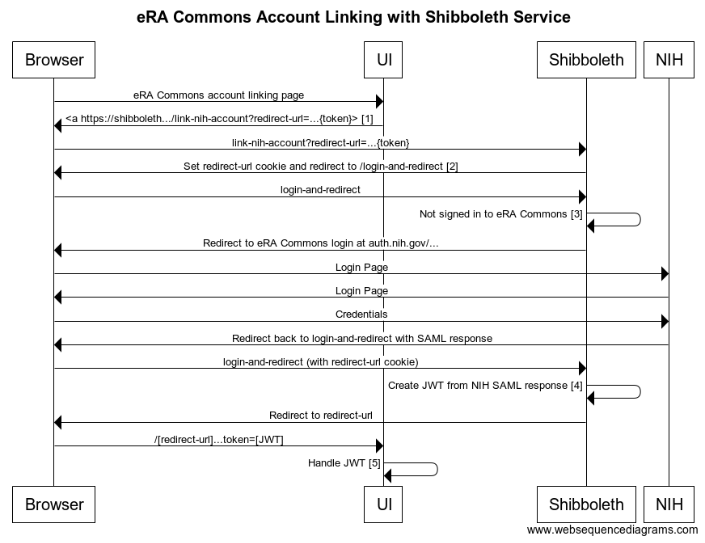 eRA Commons Account Linking with Shibboleth Service
Browser UI Shibboleth NIH
eRA Commons account linking page
<a https://shibboleth.../link-nih-account?redirect-url=...{token}> [1]
link-nih-account?redirect-url=...{token}
Set redirect-url cookie and redirect to /login-and-redirect [2]
login-and-redirect
Not signed in to eRA Commons [3]
Redirect to eRA Commons login at auth.nih.gov/...
Login Page
Login Page
Credentials
Redirect back to login-and-redirect with SAML response
login-and-redirect (with redirect-url cookie)
Create JWT from NIH SAML response [4]
Redirect to redirect-url
/[redirect-url]...token=[JWT]
Handle JWT [5]
Browser UI Shibboleth NIH
www.websequencediagrams.com